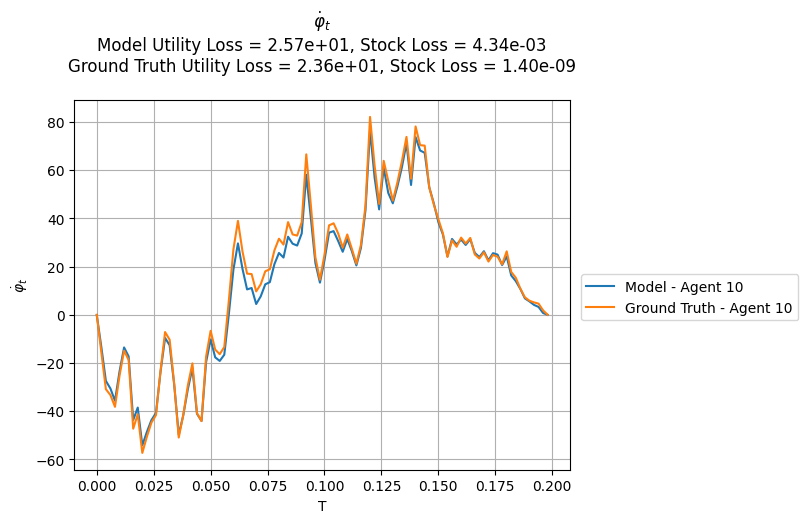 φ̇ₜ
Model Utility Loss = 2.57e+01, Stock Loss = 4.34e-03
Ground Truth Utility Loss = 2.36e+01, Stock Loss = 1.40e-09
80
60
40
20
0
−20
−40
−60
φ̇ₜ
0.000 0.025 0.050 0.075 0.100 0.125 0.150 0.175 0.200
T
Model - Agent 10
Ground Truth - Agent 10